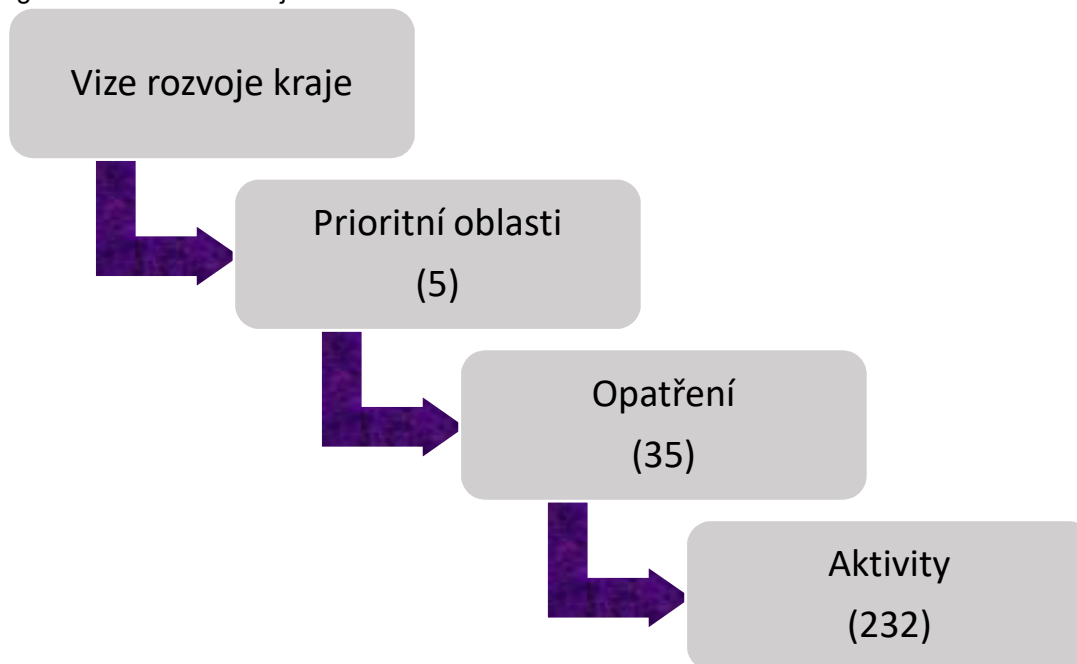 Vize rozvoje kraje
Prioritní oblasti
(5)
Opatření
(35)
Aktivity
(232)